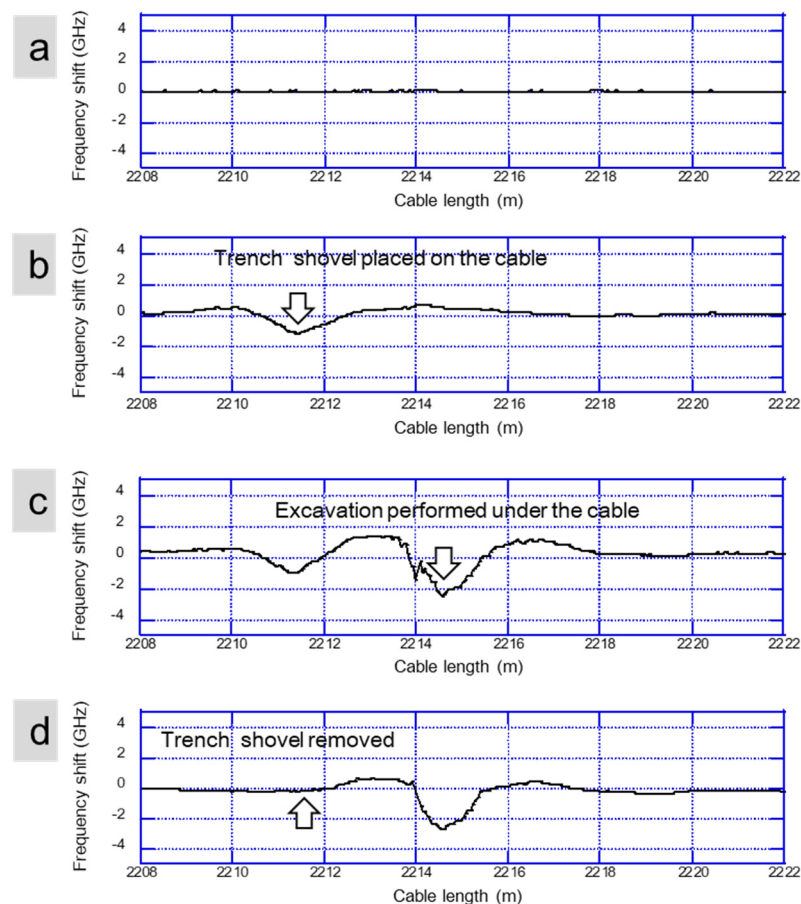 a
Frequency shift (GHz)
4
2
0
-2
-4
2208 2210 2212 2214 2216 2218 2220 2222
Cable length (m)
b
Frequency shift (GHz)
4
2
0
-2
-4
Trench shovel placed on the cable
2208 2210 2212 2214 2216 2218 2220 2222
Cable length (m)
c
Frequency shift (GHz)
4
2
0
-2
-4
Excavation performed under the cable
2208 2210 2212 2214 2216 2218 2220 2222
Cable length (m)
d
Frequency shift (GHz)
4
2
0
-2
-4
Trench shovel removed
2208 2210 2212 2214 2216 2218 2220 2222
Cable length (m)